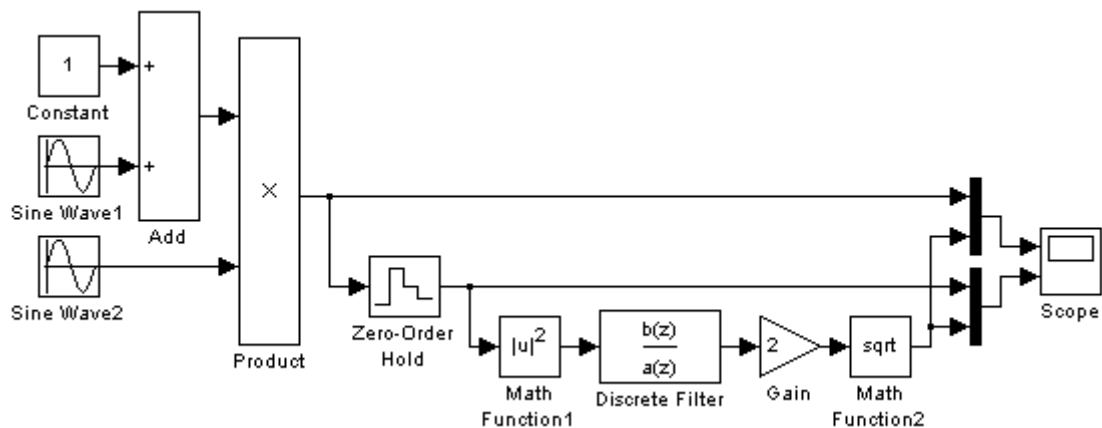 1
Constant
+
+
Sine Wave1
Add
Sine Wave2
×
Product
Zero-Order
Hold
|u|²
Math
Function1
b(z)
a(z)
Discrete Filter
2
Gain
sqrt
Math
Function2
Scope